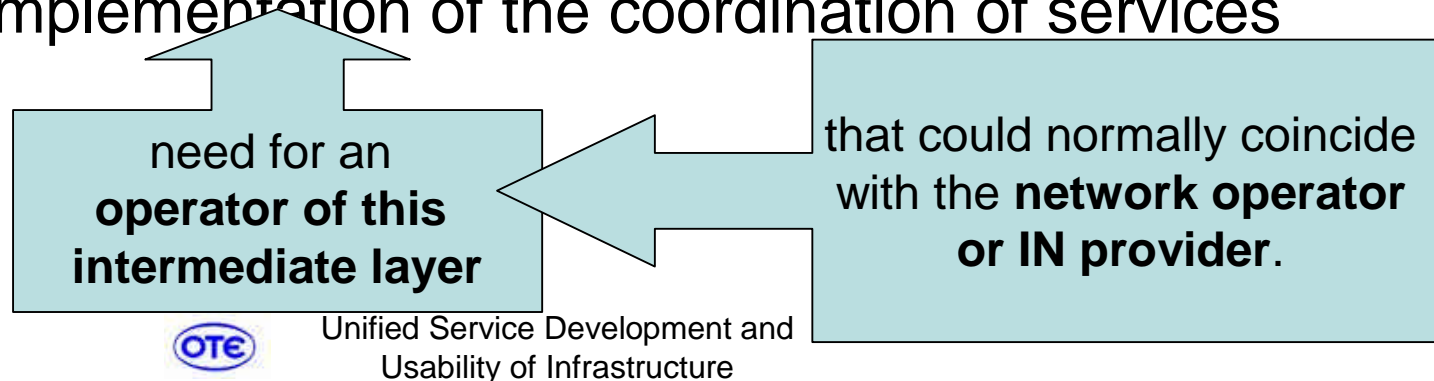 mplementation of the coordination of services
need for an
operator of this
intermediate layer
that could normally coincide
with the network operator
or IN provider.
OTE
Unified Service Development and
Usability of Infrastructure